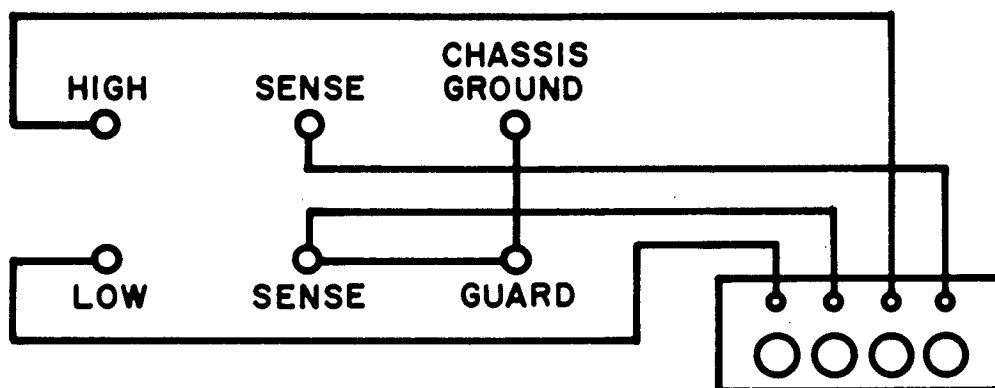 HIGH
SENSE
CHASSIS
GROUND
LOW
SENSE
GUARD